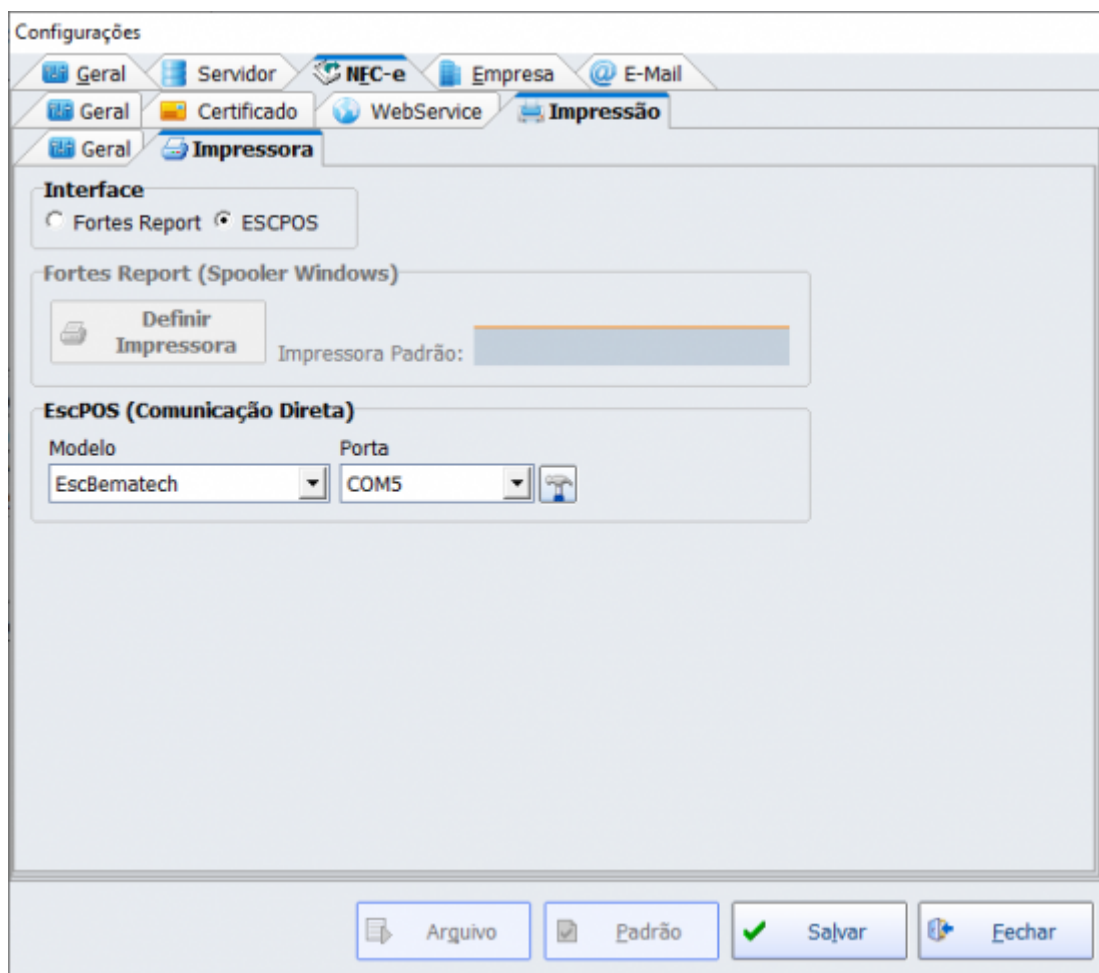 Configurações
Geral Servidor NFC-e Empresa E-Mail
Geral Certificado WebService Impressão
Geral Impressora
Interface
Fortes Report ESCPOS
Fortes Report (Spooler Windows)
Definir
Impressora
Impressora Padrão:
EscPOS (Comunicação Direta)
Modelo Porta
EscBematech COM5
Arquivo Padrão Salvar Fechar